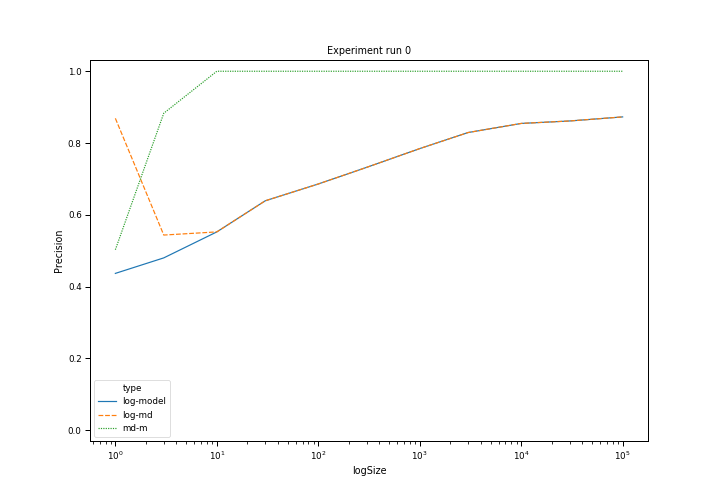 Experiment run 0
Precision
1.0
0.8
0.6
0.4
0.2
0.0
type
log-model
log-md
md-m
10⁰
10¹
10²
10³
10⁴
10⁵
logSize